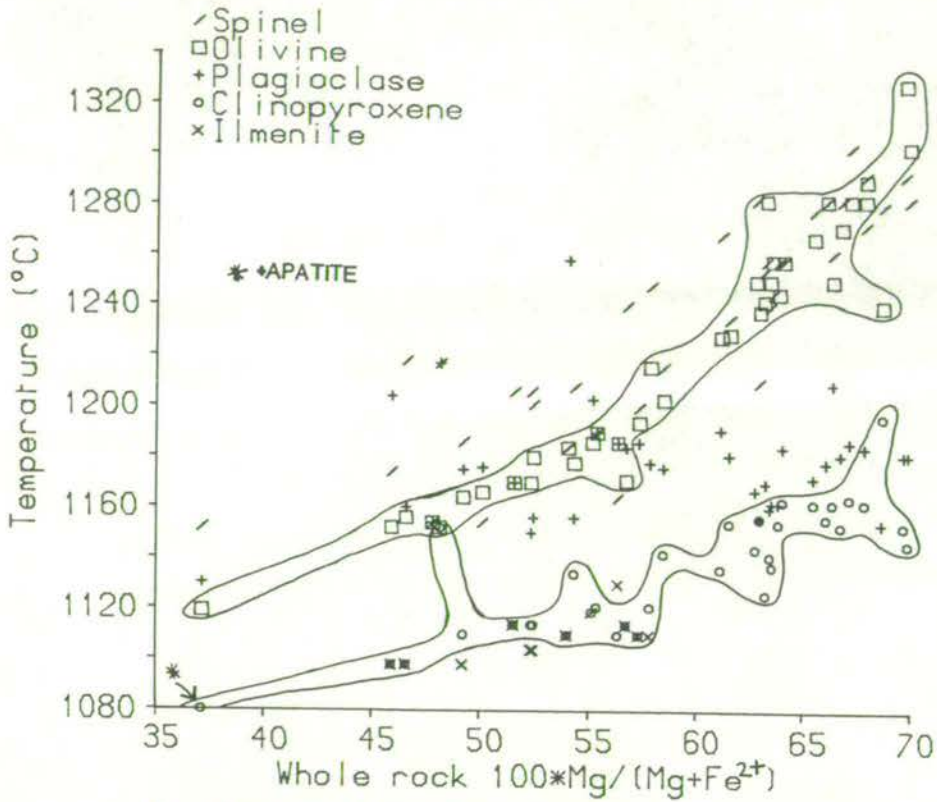 Spinel
Olivine
+Plagioclase
Clinopyroxene
×Ilmenite
1320
1280
1240
1200
1160
1120
1080
Temperature (°C)
APATITE
35 40 45 50 55 60 65 70
Whole rock 100*Mg/(Mg+Fe²⁺)